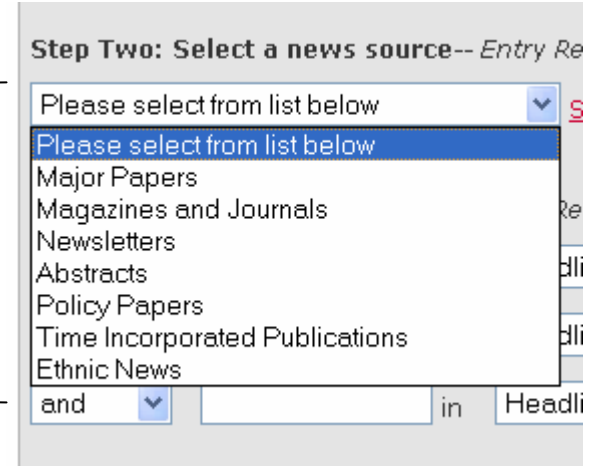 Step Two: Select a news source-- Entry Re
Please select from list below
Please select from list below
Major Papers
Magazines and Journals
Newsletters
Abstracts
Policy Papers
Time Incorporated Publications
Ethnic News
and in Headli